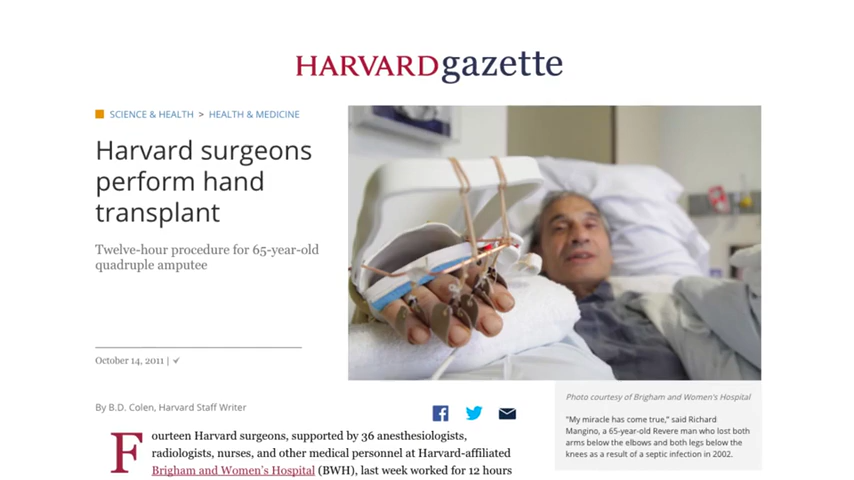 HARVARDgazette
SCIENCE & HEALTH > HEALTH & MEDICINE
Harvard surgeons
perform hand
transplant
Twelve-hour procedure for 65-year-old
quadruple amputee
October 14, 2011 |
By B.D. Colen, Harvard Staff Writer
Fourteen Harvard surgeons, supported by 36 anesthesiologists,
radiologists, nurses, and other medical personnel at Harvard-affiliated
Brigham and Women's Hospital (BWH), last week worked for 12 hours
Photo courtesy of Brigham and Women's Hospital
"My miracle has come true," said Richard
Mangino, a 65-year-old Revere man who lost both
arms below the elbows and both legs below the
knees as a result of a septic infection in 2002.